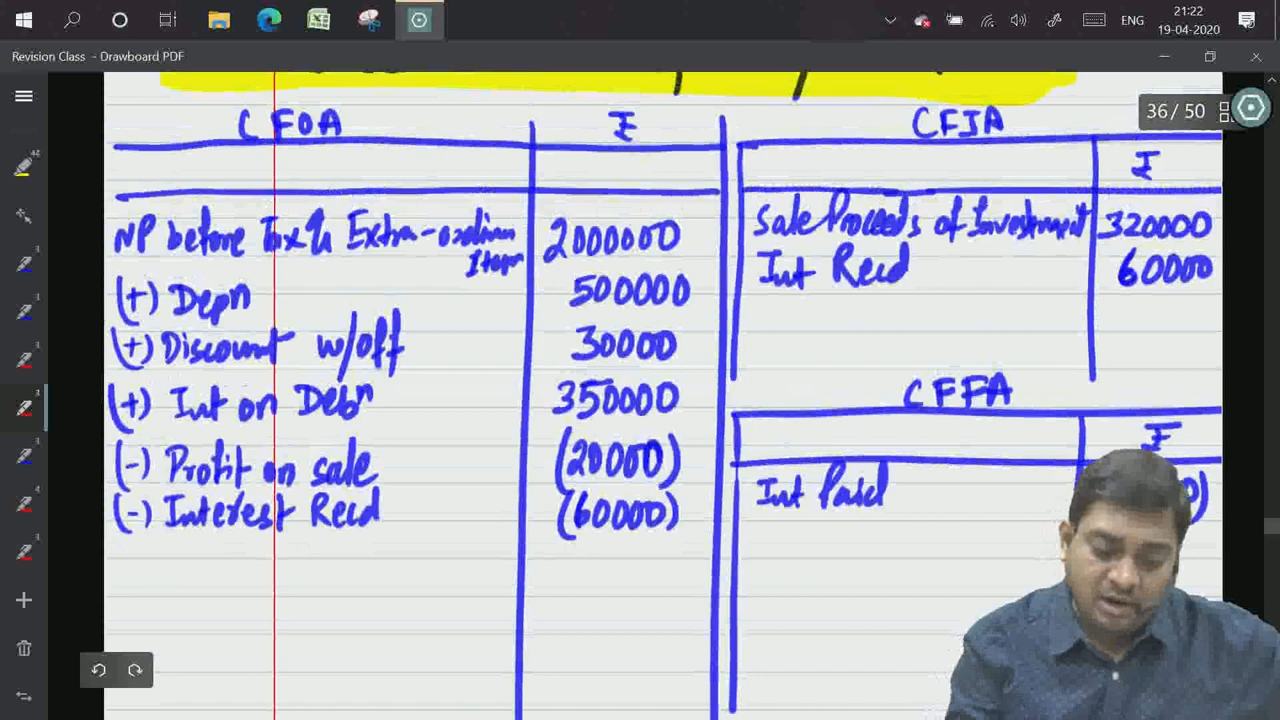 21:22
ENG
19-04-2020
Revision Class - Drawboard PDF
36 / 50
CFOA ₹
NP before Tax & Extra-ordinary Items 2000000
(+) Depn 500000
(+) Discount w/off 30000
(+) Int on Debn 350000
(-) Profit on sale (20000)
(-) Interest Recd (60000)
CFIA
₹
Sale Proceeds of Investment 320000
Int Recd 60000
CFFA
₹
Int Paid